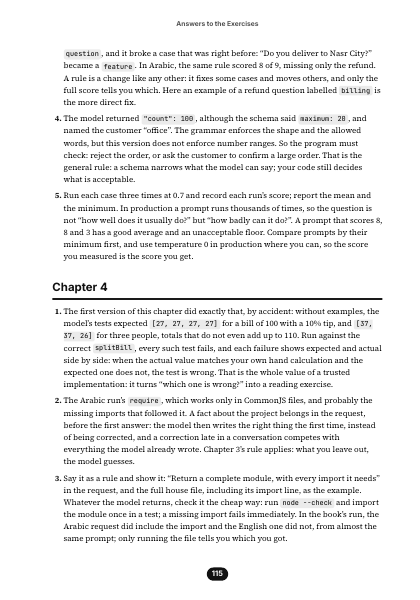 Answers to the Exercises
question, and it broke a case that was right before: “Do you deliver to Nasr City?”
became a feature. In Arabic, the same rule scored 8 of 9, missing only the refund.
A rule is a change like any other: it fixes some cases and moves others, and only the
full score tells you which. Here an example of a refund question labelled billing is
the more direct fix.
4. The model returned "count": 100, although the schema said maximum: 20, and
named the customer “office”. The grammar enforces the shape and the allowed
words, but this version does not enforce number ranges. So the program must
check: reject the order, or ask the customer to confirm a large order. That is the
general rule: a schema narrows what the model can say; your code still decides
what is acceptable.
5. Run each case three times at 0.7 and record each run’s score; report the mean and
the minimum. In production a prompt runs thousands of times, so the question is
not “how well does it usually do?” but “how badly can it do?”. A prompt that scores 8,
8 and 3 has a good average and an unacceptable floor. Compare prompts by their
minimum first, and use temperature 0 in production where you can, so the score
you measured is the score you get.
Chapter 4
1. The first version of this chapter did exactly that, by accident: without examples, the
model’s tests expected [27, 27, 27, 27] for a bill of 100 with a 10% tip, and [37,
37, 26] for three people, totals that do not even add up to 110. Run against the
correct splitBill, every such test fails, and each failure shows expected and actual
side by side: when the actual value matches your own hand calculation and the
expected one does not, the test is wrong. That is the whole value of a trusted
implementation: it turns “which one is wrong?” into a reading exercise.
2. The Arabic run’s require, which works only in CommonJS files, and probably the
missing imports that followed it. A fact about the project belongs in the request,
before the first answer: the model then writes the right thing the first time, instead
of being corrected, and a correction late in a conversation competes with
everything the model already wrote. Chapter 3’s rule applies: what you leave out,
the model guesses.
3. Say it as a rule and show it: “Return a complete module, with every import it needs”
in the request, and the full house file, including its import line, as the example.
Whatever the model returns, check it the cheap way: run node --check and import
the module once in a test; a missing import fails immediately. In the book’s run, the
Arabic request did include the import and the English one did not, from almost the
same prompt; only running the file tells you which you got.
115